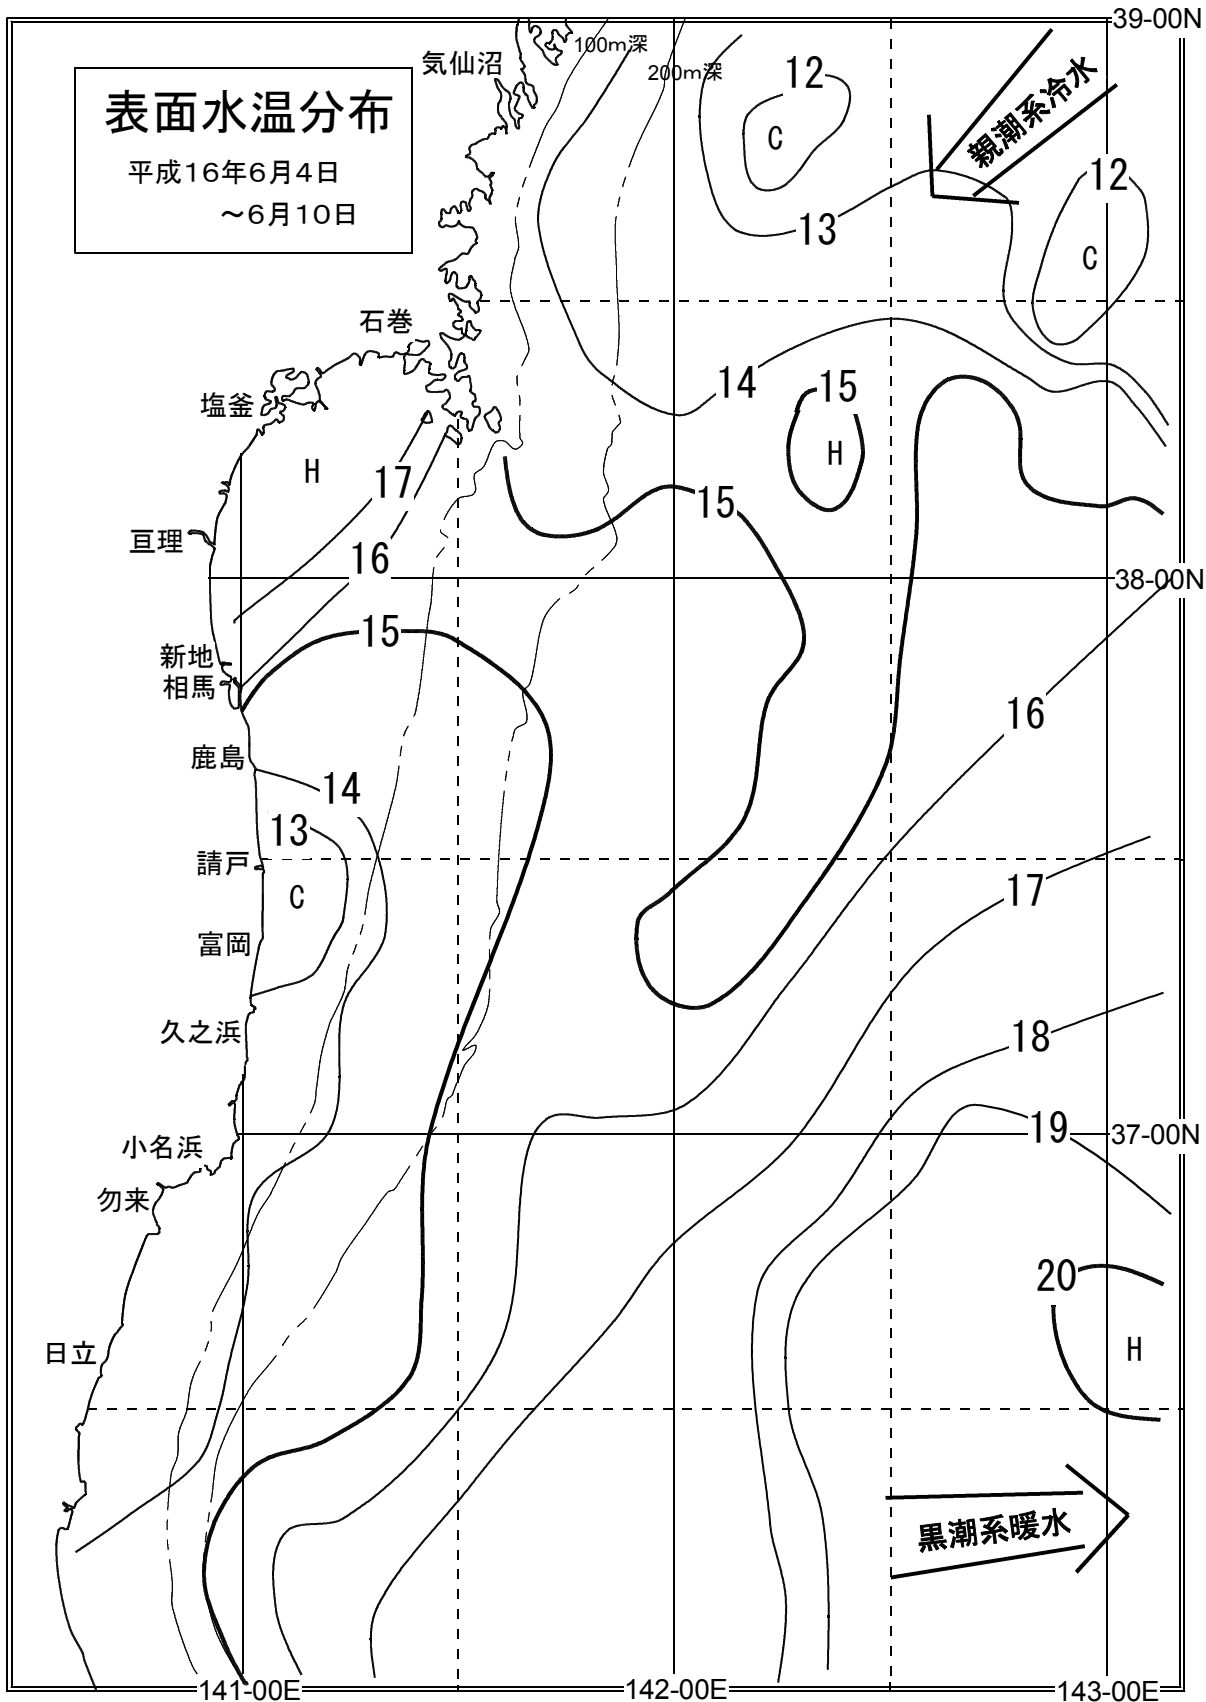 39-00N
気仙沼
100m深
200m深
表面水温分布
平成16年6月4日
～6月10日
12
C
親潮系冷水
12
13
C
石巻
14
15
塩釜
H
H
17
15
亘理
16
38-00N
15
新地
相馬
16
鹿島
14
13
請戸
C
17
富岡
久之浜
18
19
37-00N
小名浜
勿来
20
日立
H
黒潮系暖水
141-00E
142-00E
143-00E